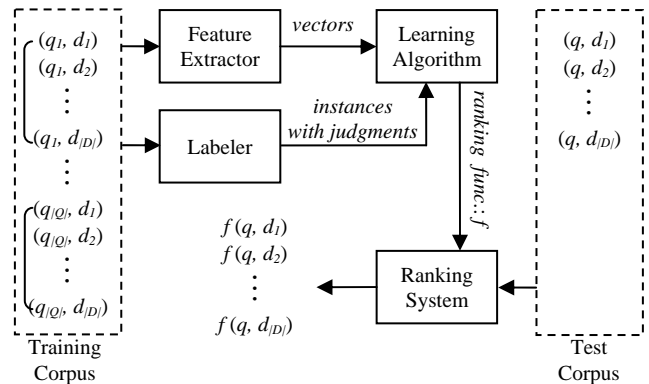 (q1, d1)
(q1, d2)
(q1, d|D|)
(q|Q|, d1)
(q|Q|, d2)
(q|Q|, d|D|)
Training
Corpus
Feature
Extractor
vectors
Learning
Algorithm
Labeler
instances
with judgments
ranking func.: f
f (q, d1)
f (q, d2)
f (q, d|D|)
Ranking
System
(q, d1)
(q, d2)
(q, d|D|)
Test
Corpus